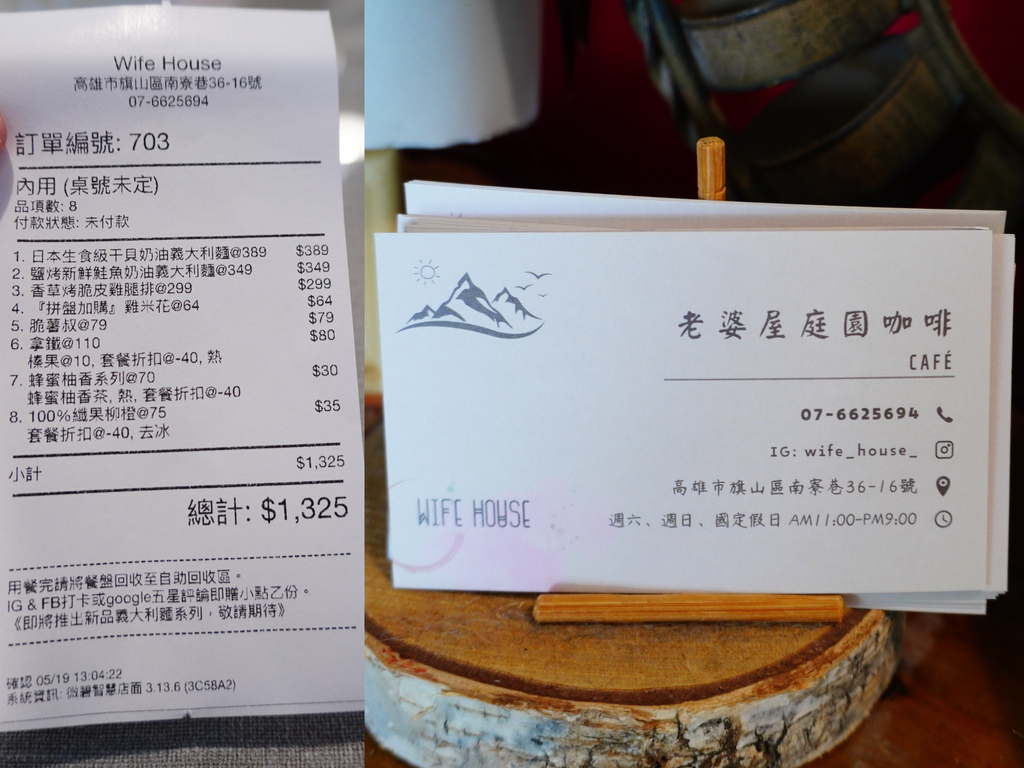 Wife House
高雄市旗山區南寮巷36-16號
07-6625694
訂單編號: 703
內用 (桌號未定)
品項數: 8
付款狀態: 未付款
1. 日本生食級干貝奶油義大利麵@389 $389
2. 鹽烤新鮮鮭魚奶油義大利麵@349 $349
3. 香草烤脆皮雞腿排@299 $299
4. 『拼盤加購』雞米花@64 $64
5. 脆薯叔@79 $79
6. 拿鐵@110 $80
榛果@10, 套餐折扣@-40, 熱
7. 蜂蜜柚香系列@70 $30
蜂蜜柚香茶, 熱, 套餐折扣@-40
8. 100%纖果柳橙@75 $35
套餐折扣@-40, 去冰
小計 $1,325
總計: $1,325
用餐完請將餐盤回收至自助回收區。
IG & FB打卡或google五星評論即贈小點乙份。
《即將推出新品義大利麵系列，敬請期待》
確認 05/19 13:04:22
系統資訊: 微碧智慧店面 3.13.6 (3C58A2)
老婆屋庭園咖啡
CAFÉ
07-6625694
IG: wife_house_
高雄市旗山區南寮巷36-16號
週六、週日、國定假日 AM11:00-PM9:00
WIFE HOUSE